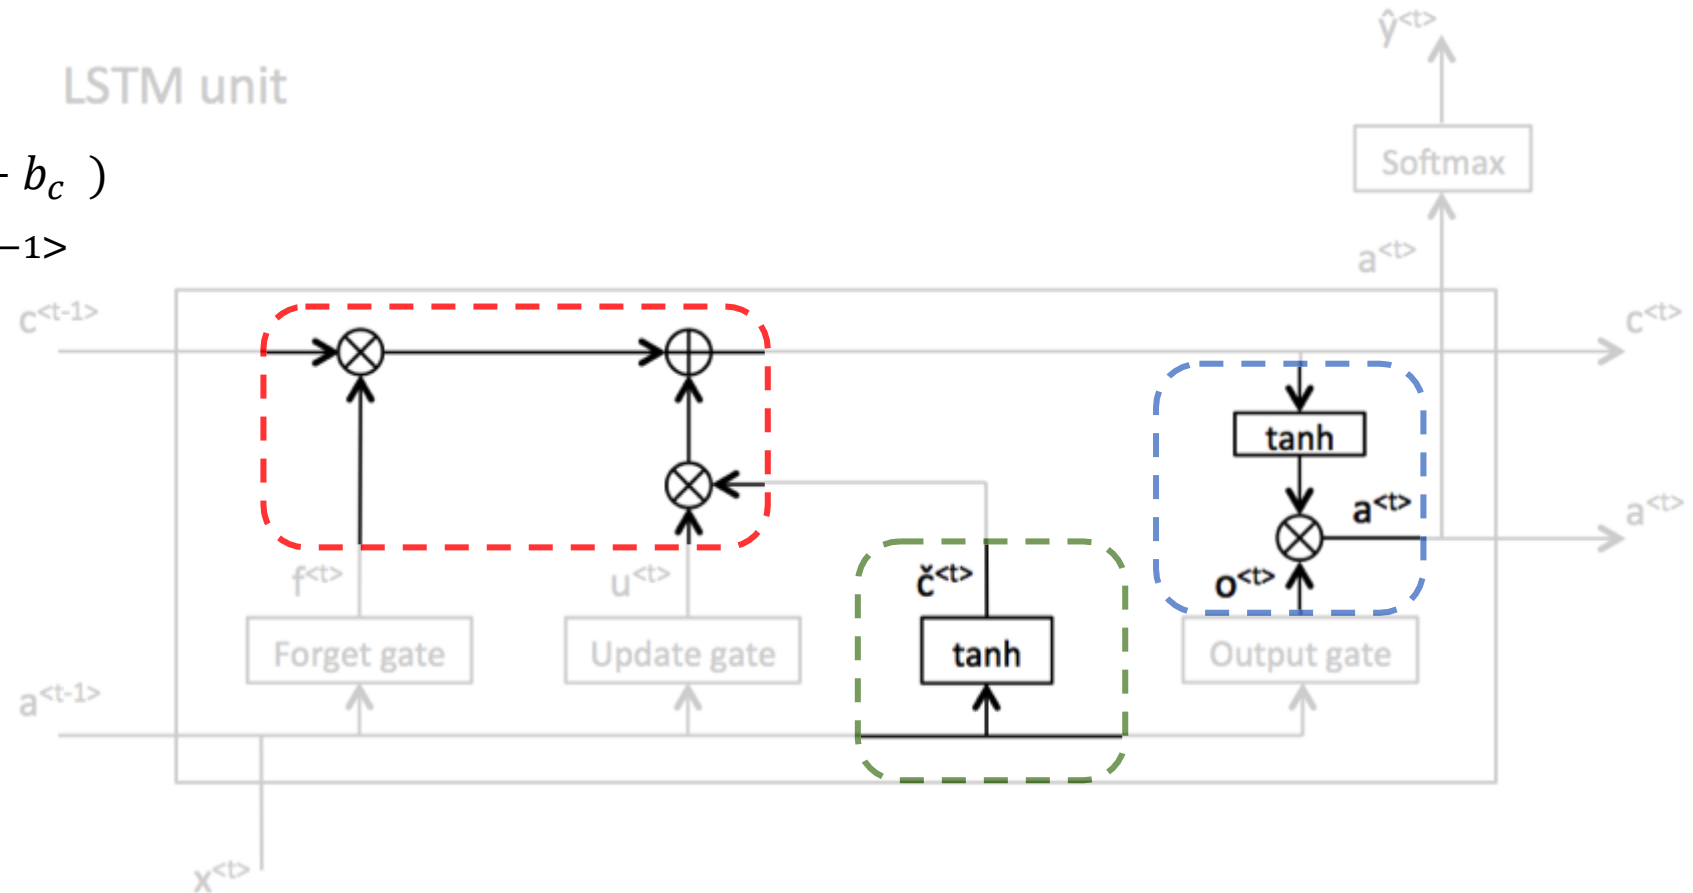 ŷ<t>
LSTM unit
- b_c )
Softmax
−1>
a<t>
c<t-1>
c<t>
tanh
a<t>
a<t>
f<t>
u<t>
č<t>
o<t>
Forget gate
Update gate
tanh
Output gate
a<t-1>
x<t>